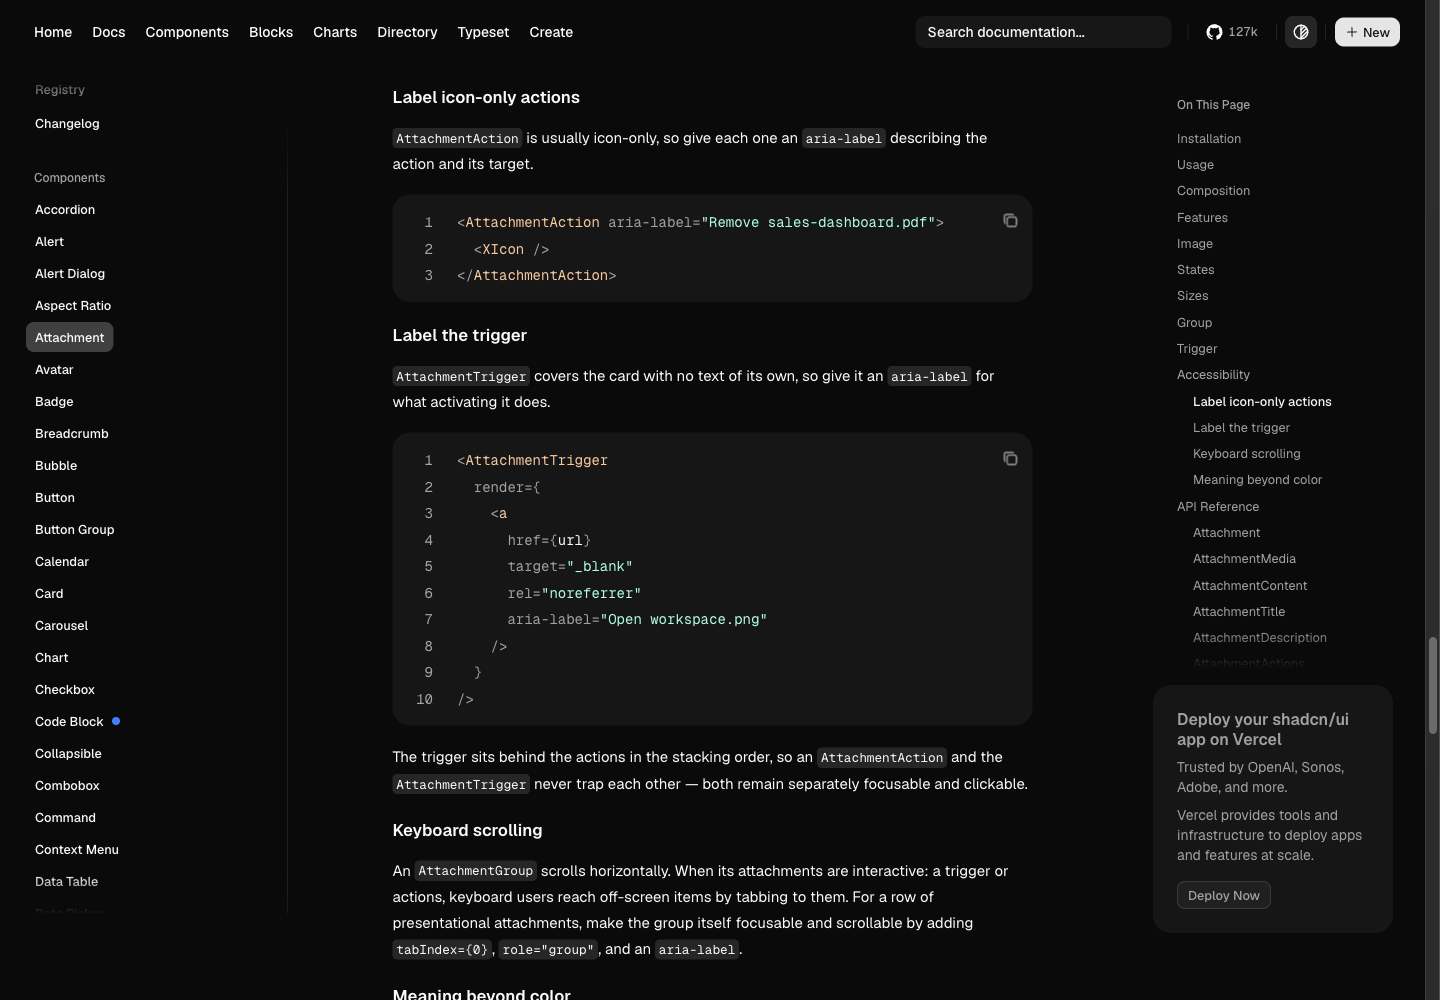 Home Docs Components Blocks Charts Directory Typeset Create
Search documentation...
127k
New
Registry
Changelog
Components
Accordion
Alert
Alert Dialog
Aspect Ratio
Attachment
Avatar
Badge
Breadcrumb
Bubble
Button
Button Group
Calendar
Card
Carousel
Chart
Checkbox
Code Block
Collapsible
Combobox
Command
Context Menu
Data Table
Date Picker
Label icon-only actions
AttachmentAction is usually icon-only, so give each one an aria-label describing the
action and its target.
1 <AttachmentAction aria-label="Remove sales-dashboard.pdf">
2 <XIcon />
3 </AttachmentAction>
Label the trigger
AttachmentTrigger covers the card with no text of its own, so give it an aria-label for
what activating it does.
1 <AttachmentTrigger
2 render={
3 <a
4 href={url}
5 target="_blank"
6 rel="noreferrer"
7 aria-label="Open workspace.png"
8 />
9 }
10 />
The trigger sits behind the actions in the stacking order, so an AttachmentAction and the
AttachmentTrigger never trap each other — both remain separately focusable and clickable.
Keyboard scrolling
An AttachmentGroup scrolls horizontally. When its attachments are interactive: a trigger or
actions, keyboard users reach off-screen items by tabbing to them. For a row of
presentational attachments, make the group itself focusable and scrollable by adding
tabIndex={0}, role="group", and an aria-label.
Meaning beyond color
On This Page
Installation
Usage
Composition
Features
Image
States
Sizes
Group
Trigger
Accessibility
Label icon-only actions
Label the trigger
Keyboard scrolling
Meaning beyond color
API Reference
Attachment
AttachmentMedia
AttachmentContent
AttachmentTitle
AttachmentDescription
AttachmentActions
Deploy your shadcn/ui
app on Vercel
Trusted by OpenAI, Sonos,
Adobe, and more.
Vercel provides tools and
infrastructure to deploy apps
and features at scale.
Deploy Now